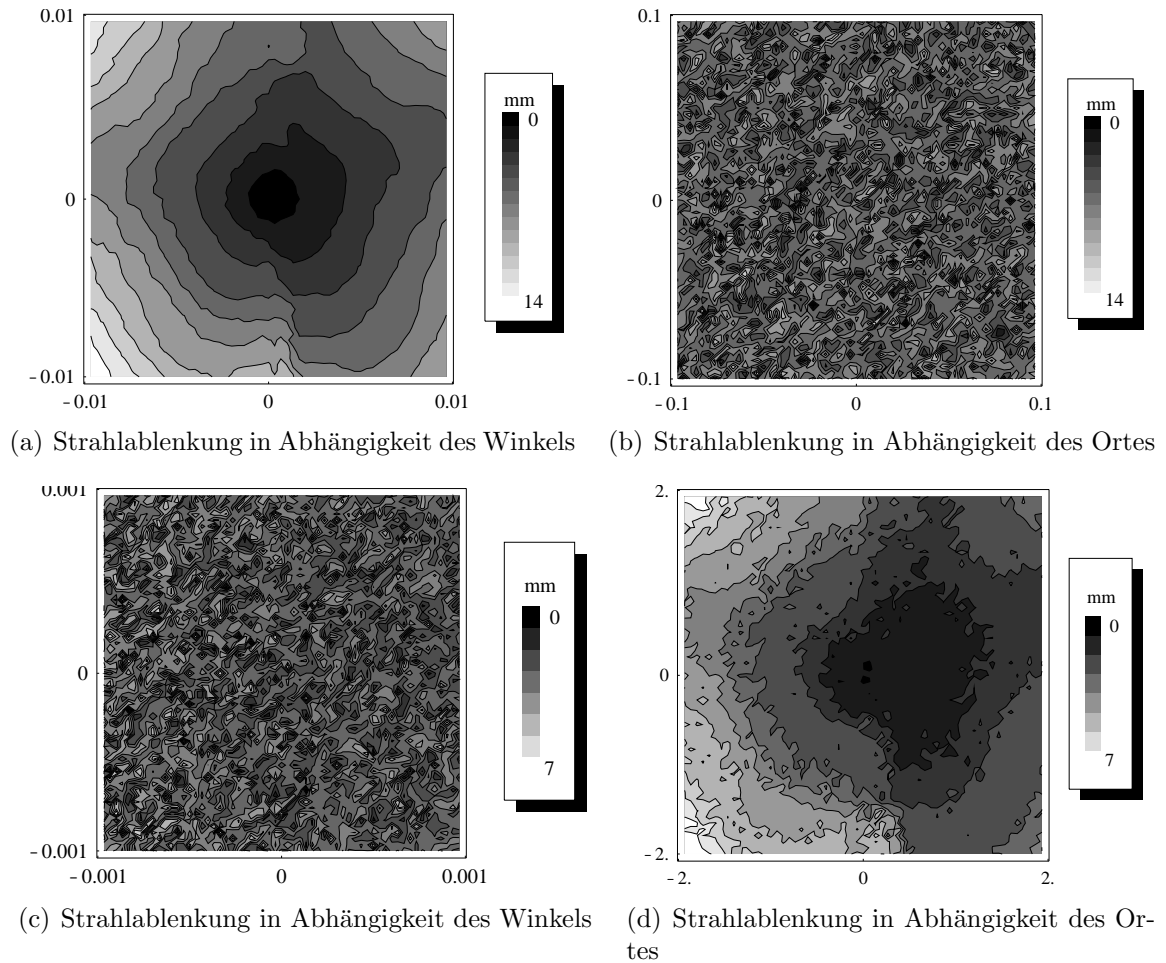 0.01
0
-0.01
-0.01 0 0.01
mm
0
14
(a) Strahlablenkung in Abhängigkeit des Winkels
0.1
0
-0.1
-0.1 0 0.1
mm
0
14
(b) Strahlablenkung in Abhängigkeit des Ortes
0.001
0
-0.001
-0.001 0 0.001
mm
0
7
(c) Strahlablenkung in Abhängigkeit des Winkels
2.
0
-2.
-2. 0 2.
mm
0
7
(d) Strahlablenkung in Abhängigkeit des Or-
tes